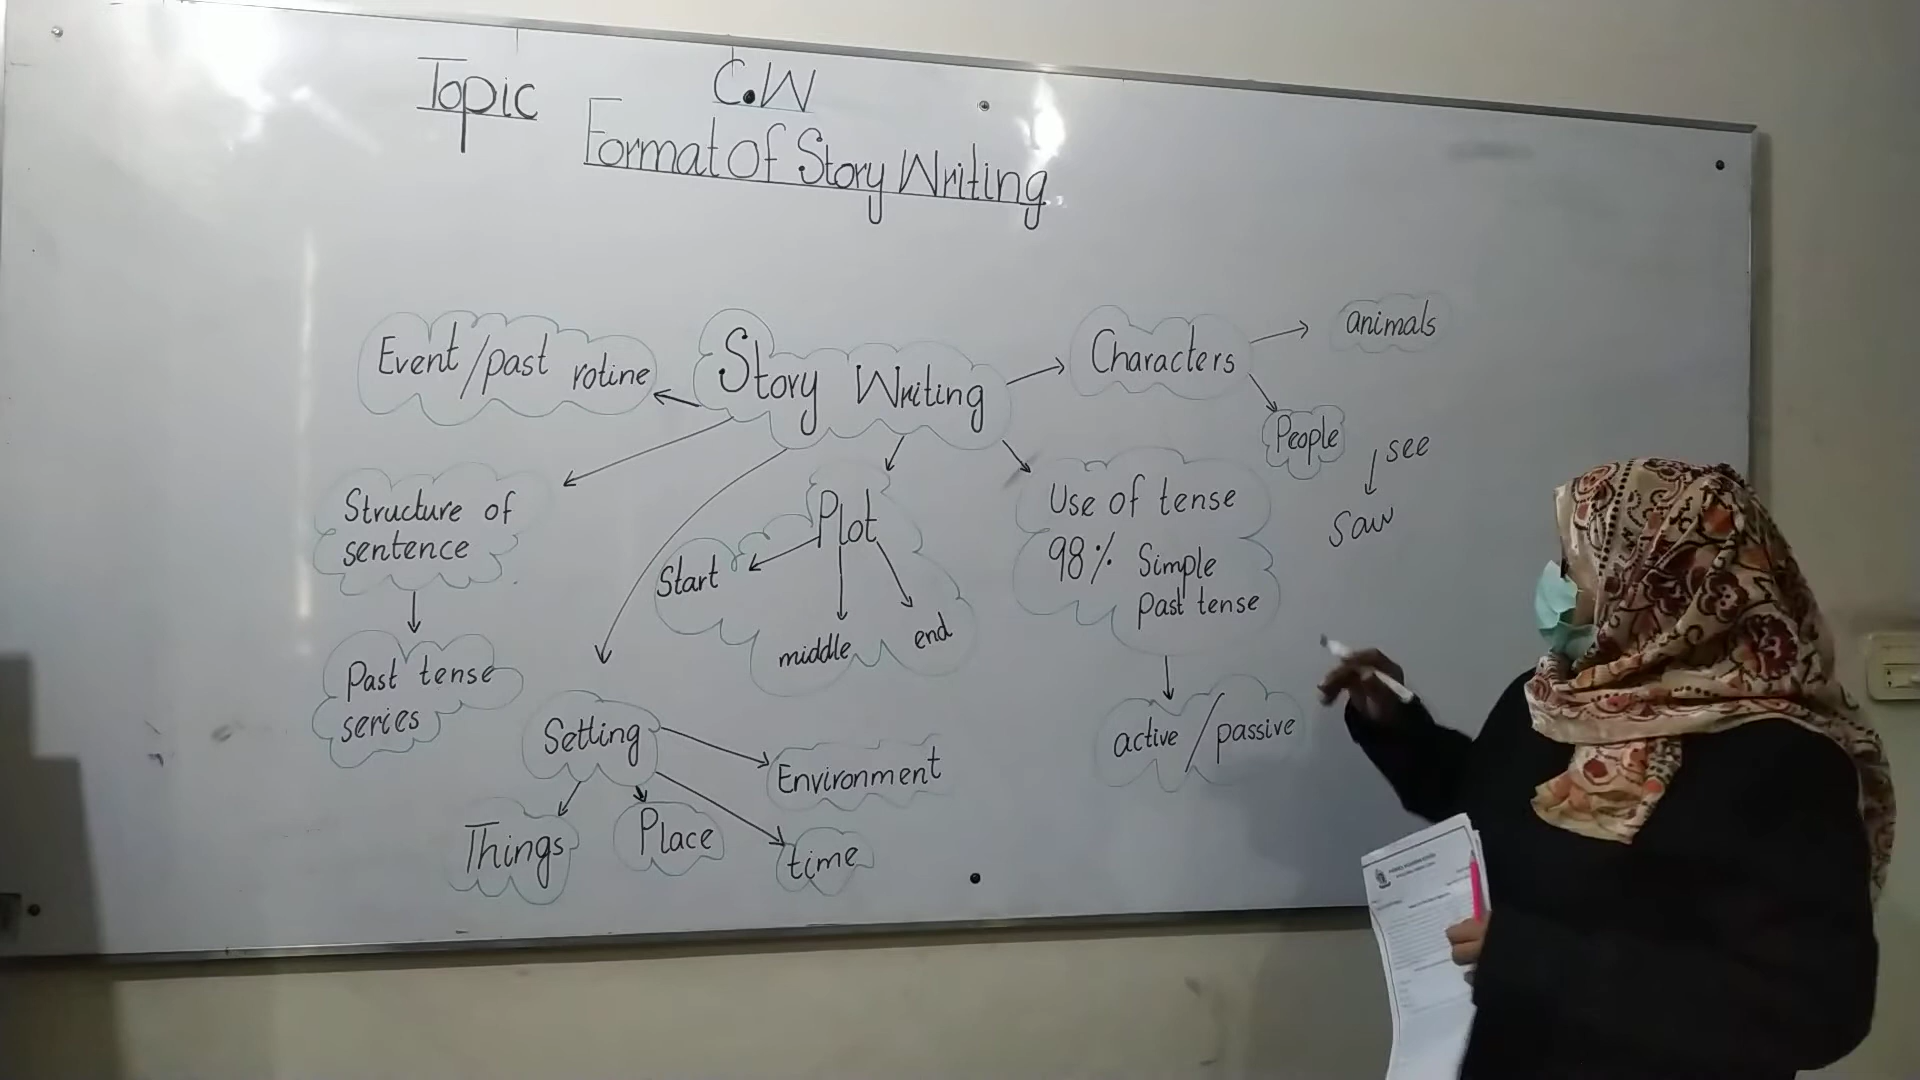 Topic
C.W
Format Of Story Writing
Event/past rotine
Story Writing
Characters
animals
People
see
saw
Structure of
sentence
Past tense
series
Plot
Start
middle
end
Use of tense
98% Simple
Past tense
active/passive
Setting
Environment
Things
Place
time